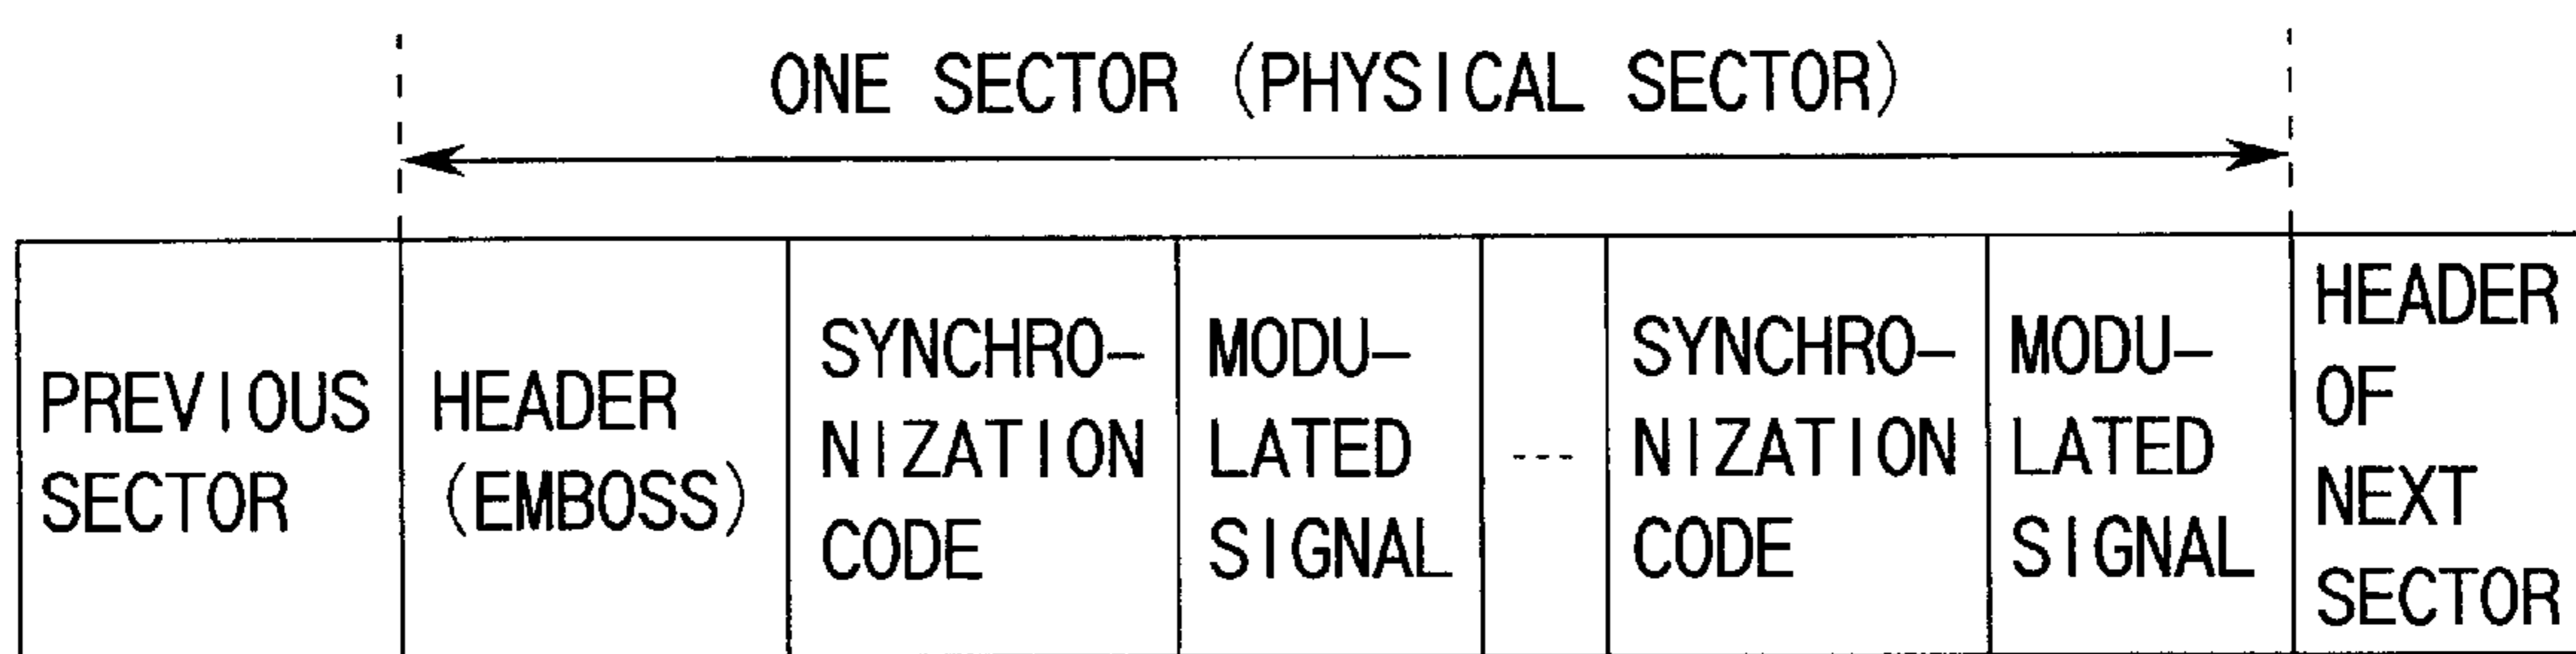 ONE SECTOR (PHYSICAL SECTOR)
PREVIOUS
SECTOR
HEADER
(EMBOSS)
SYNCHRO-
NIZATION
CODE
MODU-
LATED
SIGNAL
---
SYNCHRO-
NIZATION
CODE
MODU-
LATED
SIGNAL
HEADER
OF
NEXT
SECTOR